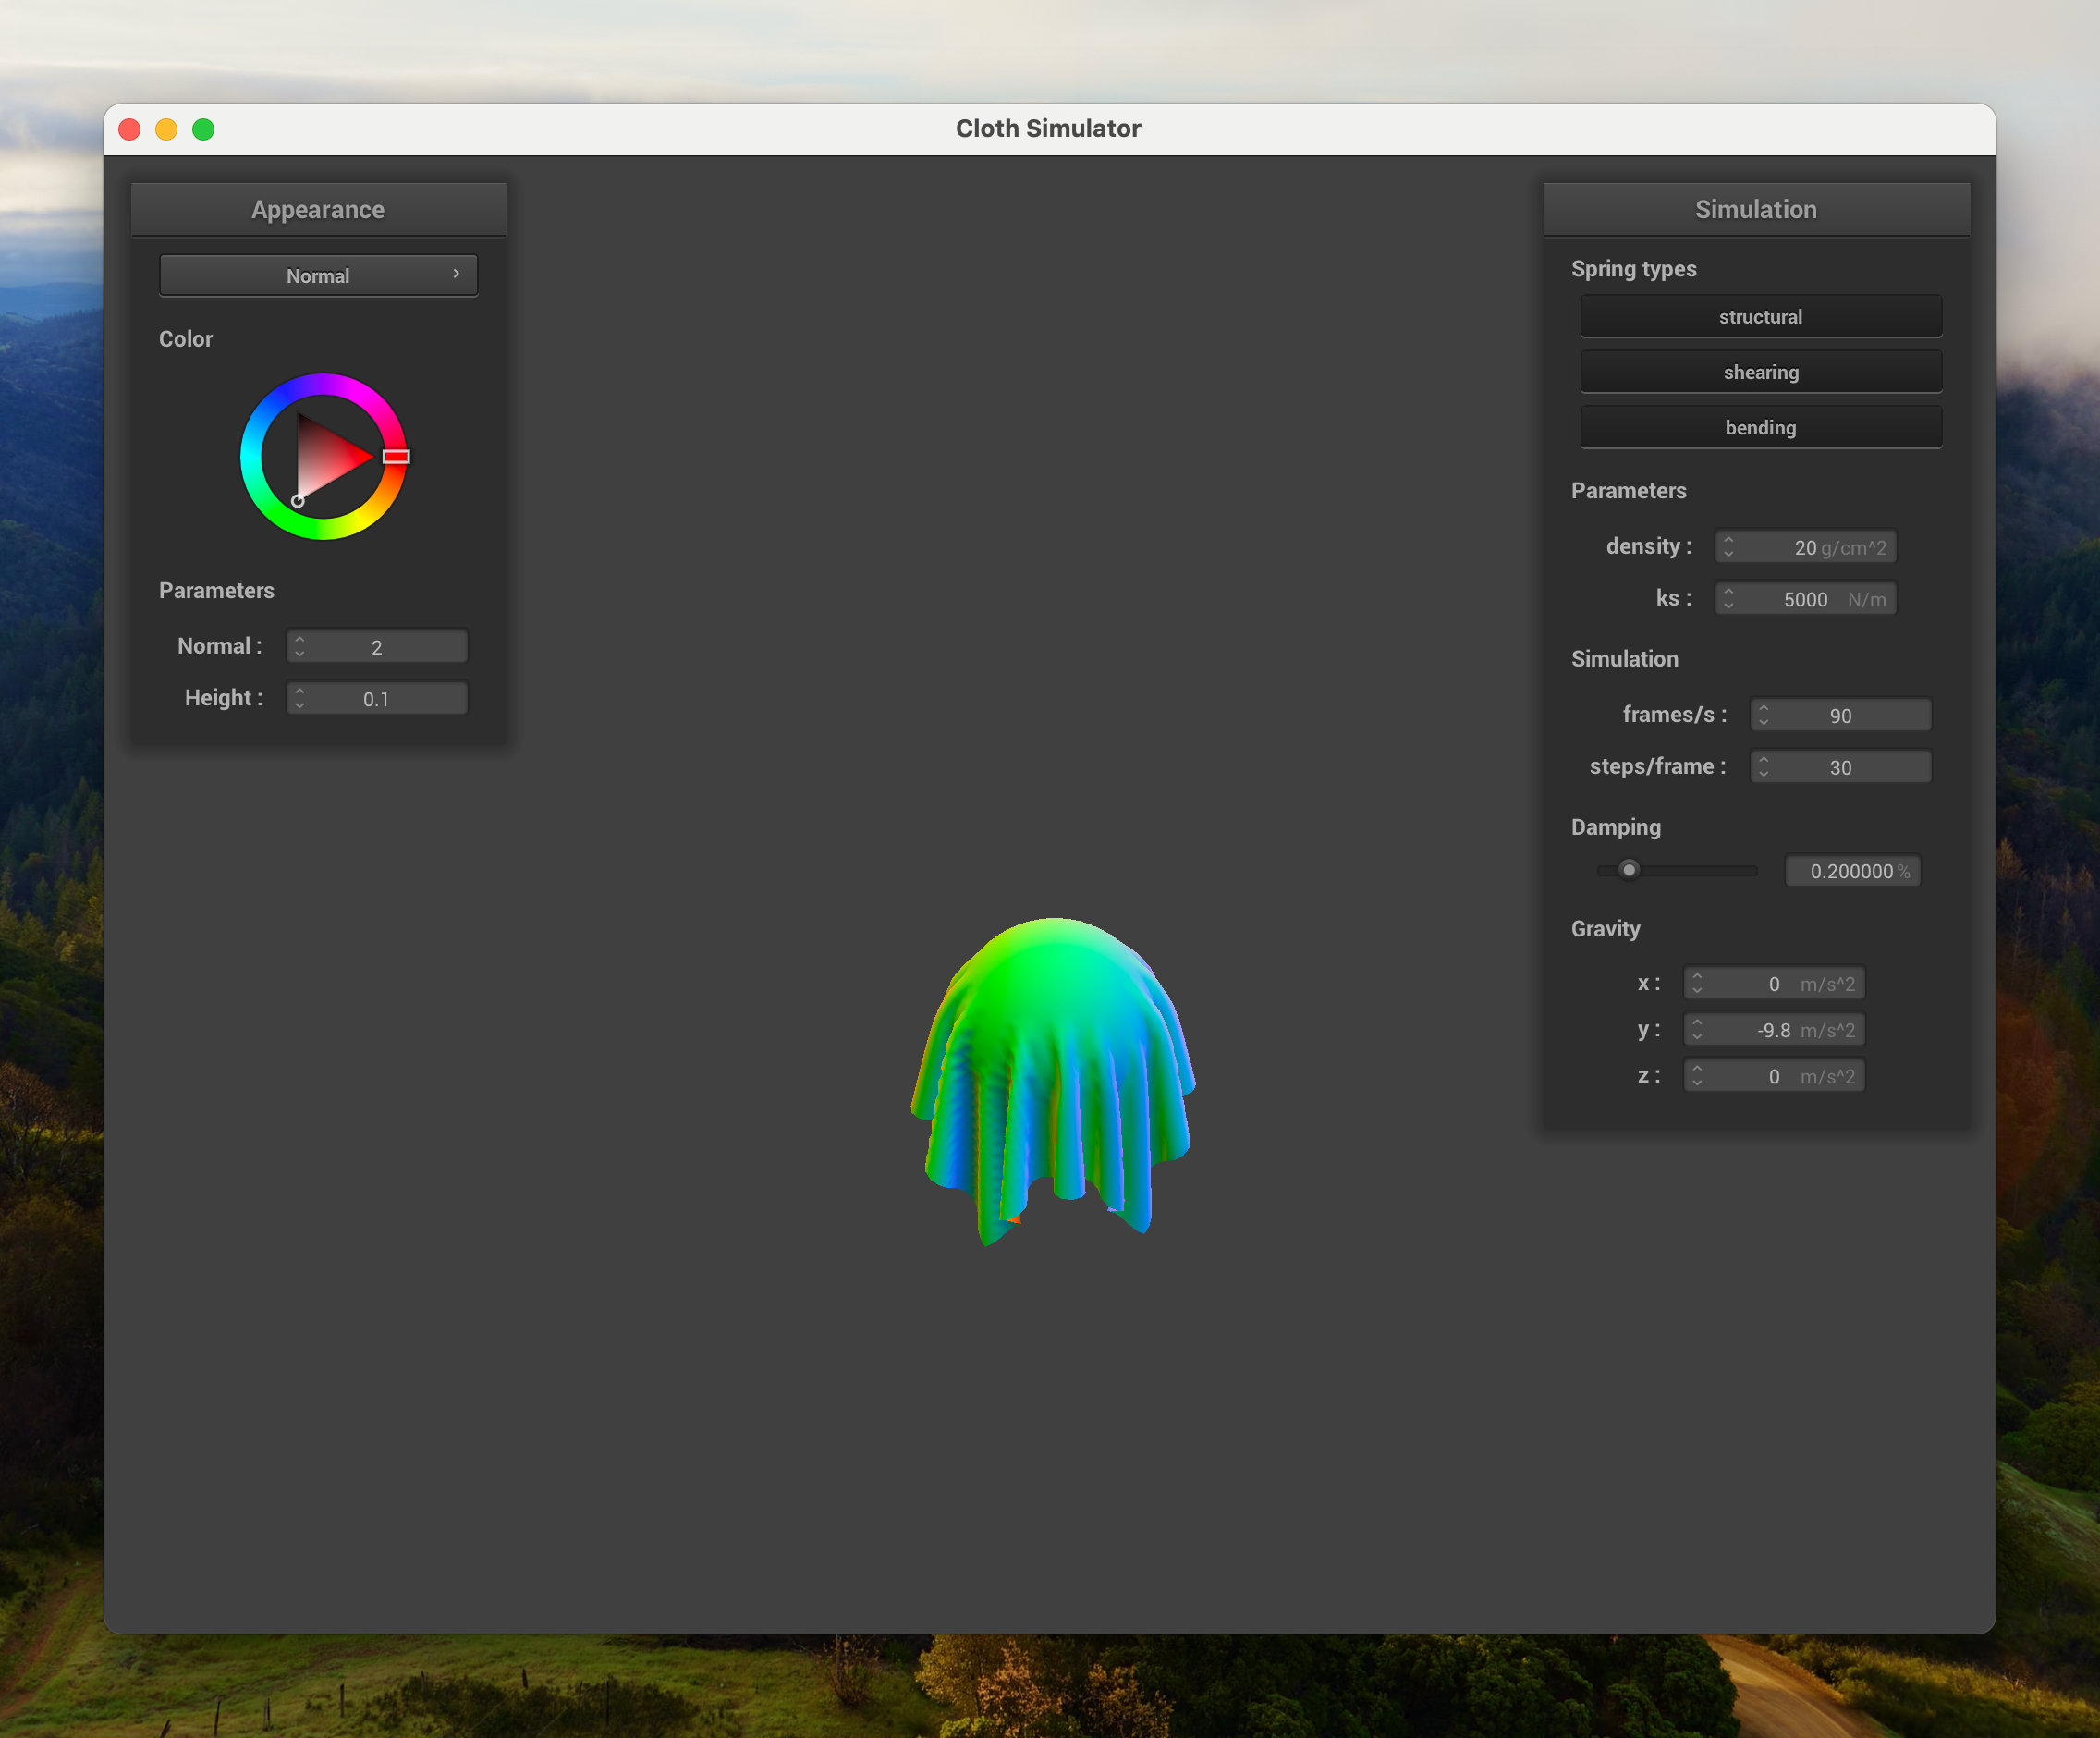 Cloth Simulator
Appearance
Normal
Color
Parameters
Normal : 2
Height : 0.1
Simulation
Spring types
structural
shearing
bending
Parameters
density : 20 g/cm^2
ks : 5000 N/m
Simulation
frames/s : 90
steps/frame : 30
Damping
0.200000 %
Gravity
x : 0 m/s^2
y : -9.8 m/s^2
z : 0 m/s^2